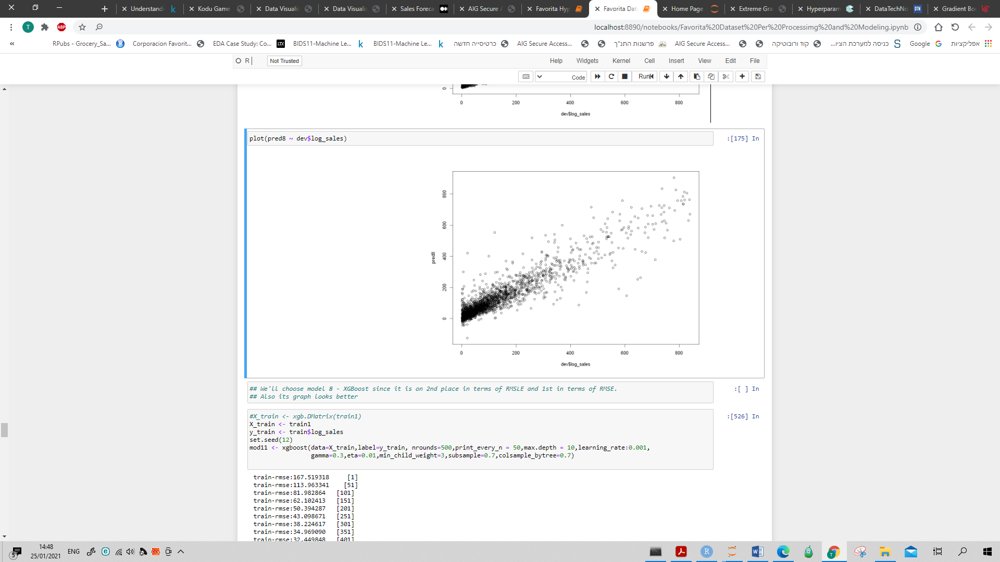 Understandi
Kodu Game
Data Visualiz
Data Visualiz
Sales Foreca
AIG Secure A
Favorita Hyp
Favorita Dat
Home Page
Extreme Gra
Hyperparam
DataTechNo
Gradient Bo
T
ABP
localhost:8890/notebooks/Favorita%20Dataset%20Per%20Processimg%20and%20Modeling.ipynb
«
RPubs - Grocery_Sa...
Corporacion Favorit...
EDA Case Study: Co...
BIDS11-Machine Le...
BIDS11-Machine Le...
כרטיסייה חדשה
AIG Secure Access...
פרשנות התנ"ך
AIG Secure Access...
קוד ורובוטיקה
כניסה למערכת הציו...
Google
אפליקציות
R
Not Trusted
Help
Widgets
Kernel
Cell
Insert
View
Edit
File
Code
Run
0
0 200 400 600 800
dev$log_sales
plot(pred8 ~ dev$log_sales)
:[175] In
800
600
400
200
0
pred8
0 200 400 600 800
dev$log_sales
## We'll choose model 8 - XGBoost since it is on 2nd place in terms of RMSLE and 1st in terms of RMSE.
## Also its graph looks better
:[ ] In
#X_train <- xgb.DMatrix(train1)
:[526] In
X_train <- train1
y_train <- train$log_sales
set.seed(12)
mod11 <- xgboost(data=X_train,label=y_train, nrounds=500,print_every_n = 50,max.depth = 10,learning_rate:0.001,
gamma=0.3,eta=0.01,min_child_weight=3,subsample=0.7,colsample_bytree=0.7)
train-rmse:167.519318 [1]
train-rmse:113.963341 [51]
train-rmse:81.982864 [101]
train-rmse:62.102413 [151]
train-rmse:50.394287 [201]
train-rmse:43.098671 [251]
train-rmse:38.224617 [301]
train-rmse:34.969090 [351]
train-rmse:32.449848 [401]
5
14:48
25/01/2021
ENG